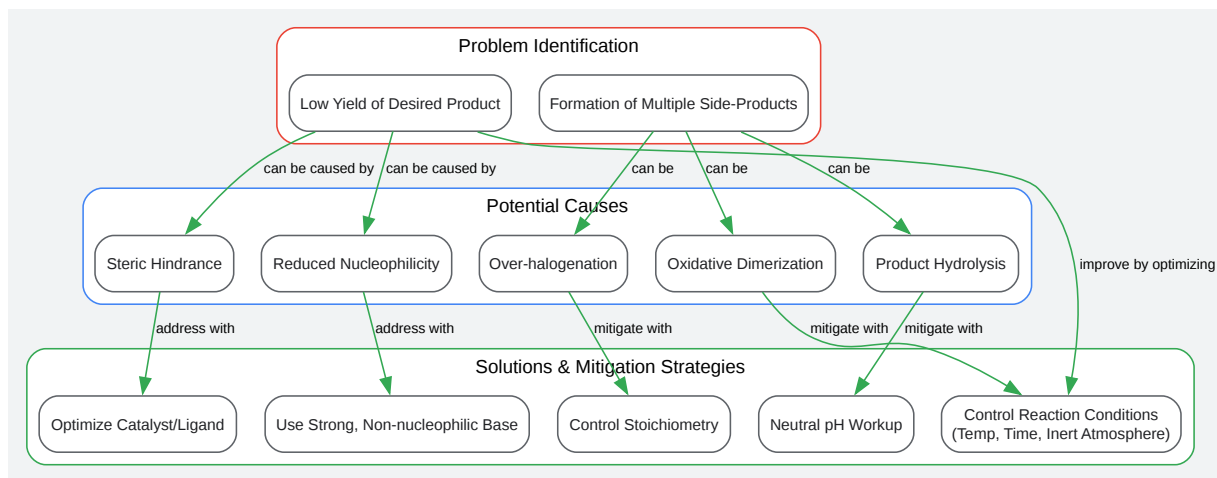 Problem Identification
Low Yield of Desired Product
Formation of Multiple Side-Products
can be caused by
can be caused by
can be
can be
can be
Potential Causes
Steric Hindrance
Reduced Nucleophilicity
Over-halogenation
Oxidative Dimerization
Product Hydrolysis
improve by optimizing
address with
address with
mitigate with
mitigate with
mitigate with
Solutions & Mitigation Strategies
Optimize Catalyst/Ligand
Use Strong, Non-nucleophilic Base
Control Stoichiometry
Neutral pH Workup
Control Reaction Conditions
(Temp, Time, Inert Atmosphere)